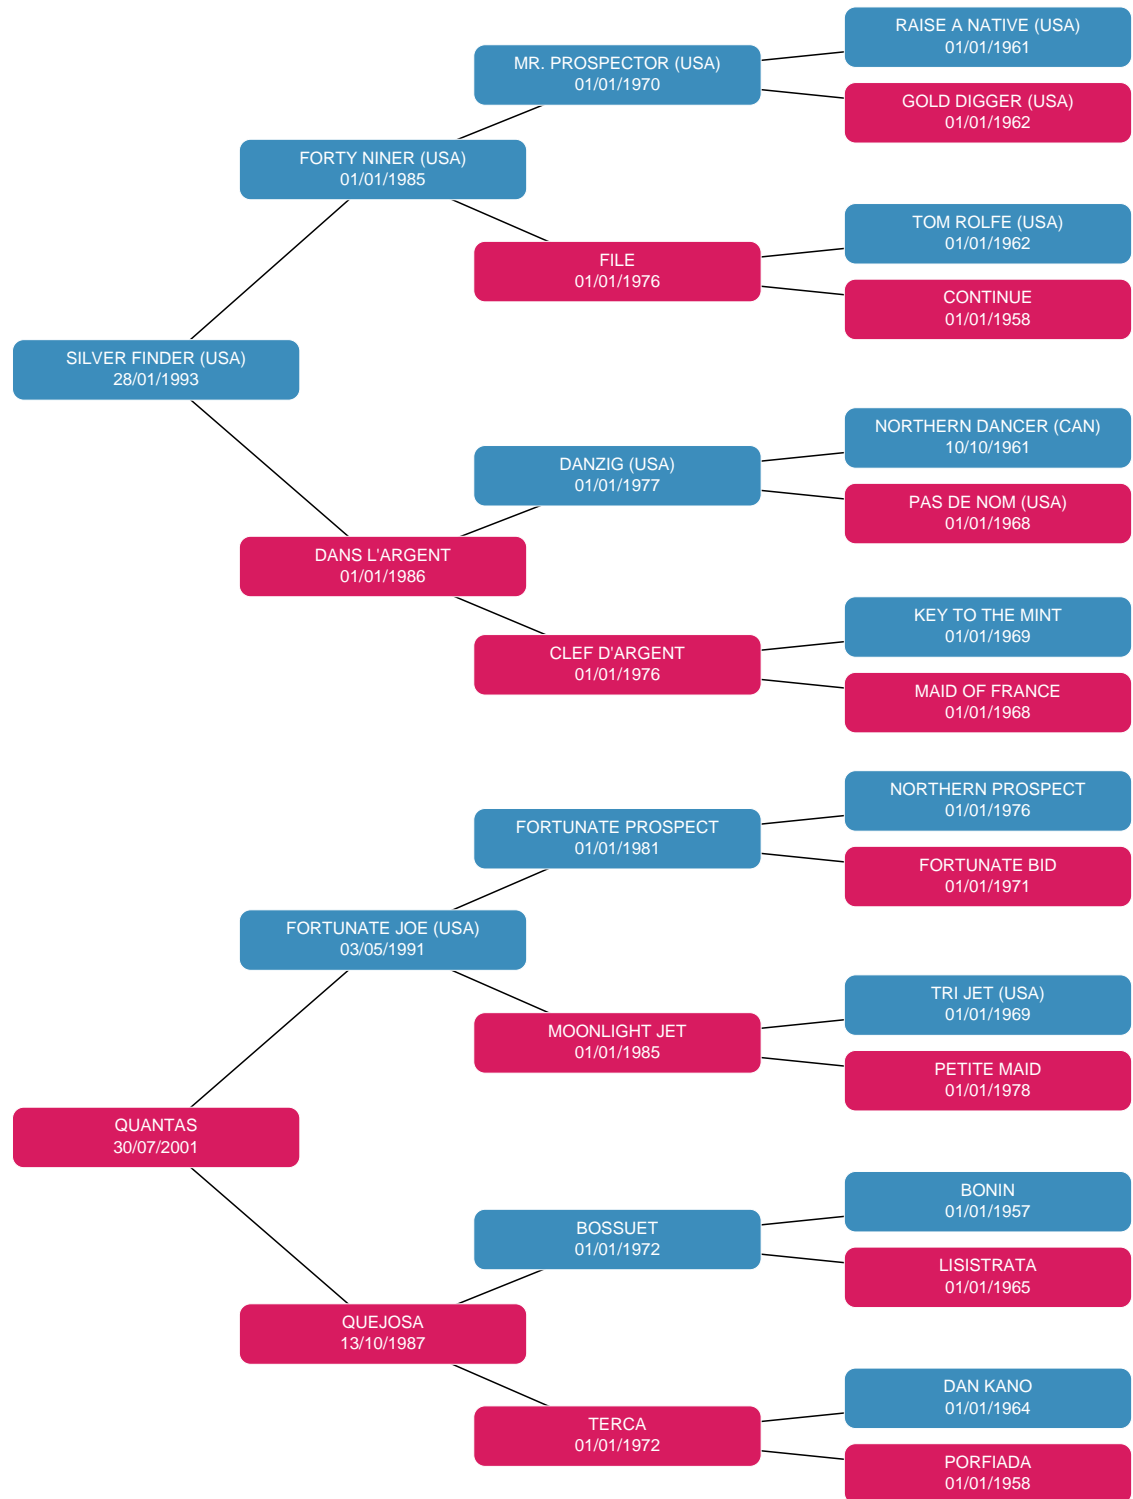 RAISE A NATIVE (USA)
01/01/1961
MR. PROSPECTOR (USA)
01/01/1970
GOLD DIGGER (USA)
01/01/1962
FORTY NINER (USA)
01/01/1985
TOM ROLFE (USA)
01/01/1962
FILE
01/01/1976
CONTINUE
01/01/1958
SILVER FINDER (USA)
28/01/1993
NORTHERN DANCER (CAN)
10/10/1961
DANZIG (USA)
01/01/1977
PAS DE NOM (USA)
01/01/1968
DANS L'ARGENT
01/01/1986
KEY TO THE MINT
01/01/1969
CLEF D'ARGENT
01/01/1976
MAID OF FRANCE
01/01/1968
NORTHERN PROSPECT
01/01/1976
FORTUNATE PROSPECT
01/01/1981
FORTUNATE BID
01/01/1971
FORTUNATE JOE (USA)
03/05/1991
TRI JET (USA)
01/01/1969
MOONLIGHT JET
01/01/1985
PETITE MAID
01/01/1978
QUANTAS
30/07/2001
BONIN
01/01/1957
BOSSUET
01/01/1972
LISISTRATA
01/01/1965
QUEJOSA
13/10/1987
DAN KANO
01/01/1964
TERCA
01/01/1972
PORFIADA
01/01/1958